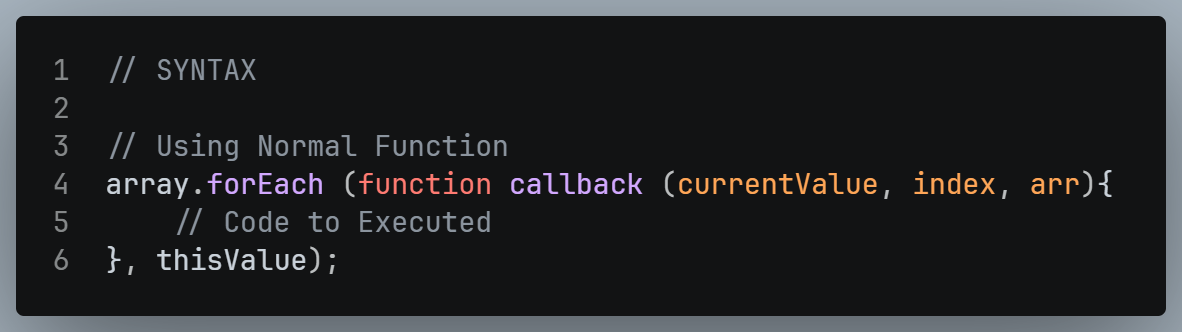 1 // SYNTAX
2
3 // Using Normal Function
4 array.forEach (function callback (currentValue, index, arr){
5     // Code to Executed
6 }, thisValue);